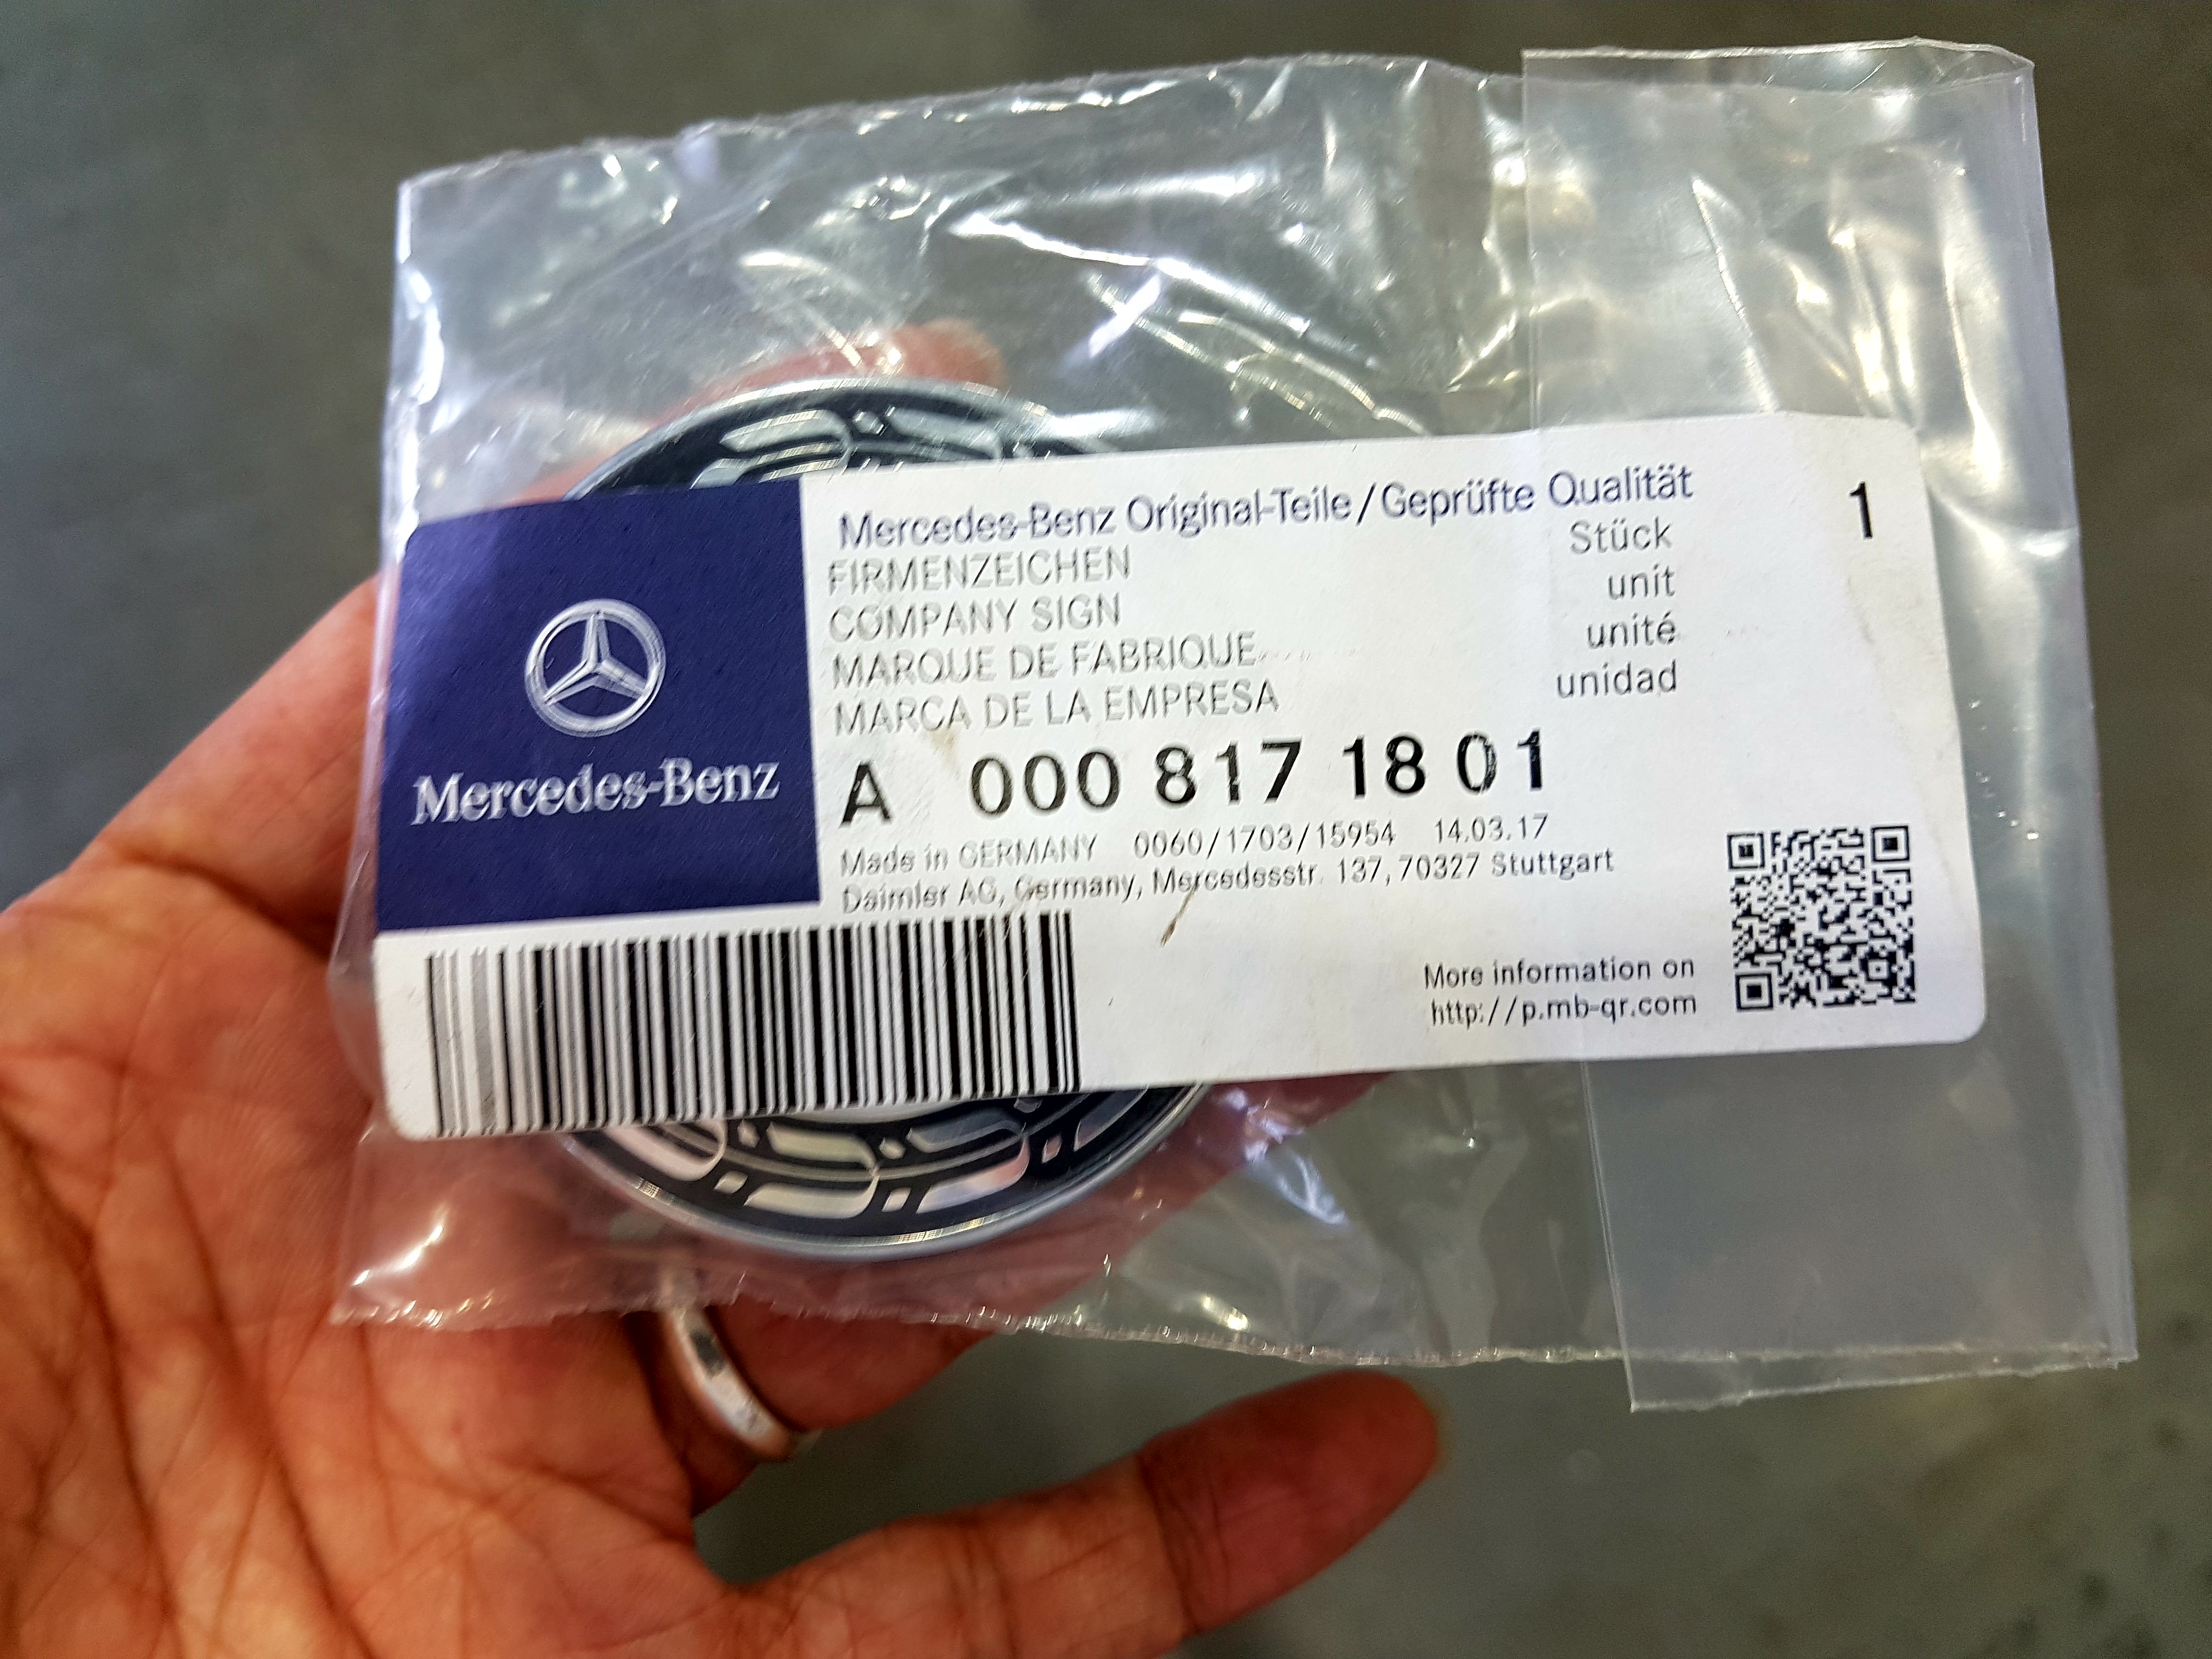 Mercedes-Benz Original-Teile/Geprüfte Qualität
FIRMENZEICHEN
COMPANY SIGN
MARQUE DE FABRIQUE
MARCA DE LA EMPRESA
Stück
unit
unité
unidad
1
A 000 817 18 01
Made in GERMANY 0060/1703/15954 14.03.17
Daimler AG, Germany, Mercedesstr. 137, 70327 Stuttgart
Mercedes-Benz
More information on
http://p.mb-qr.com